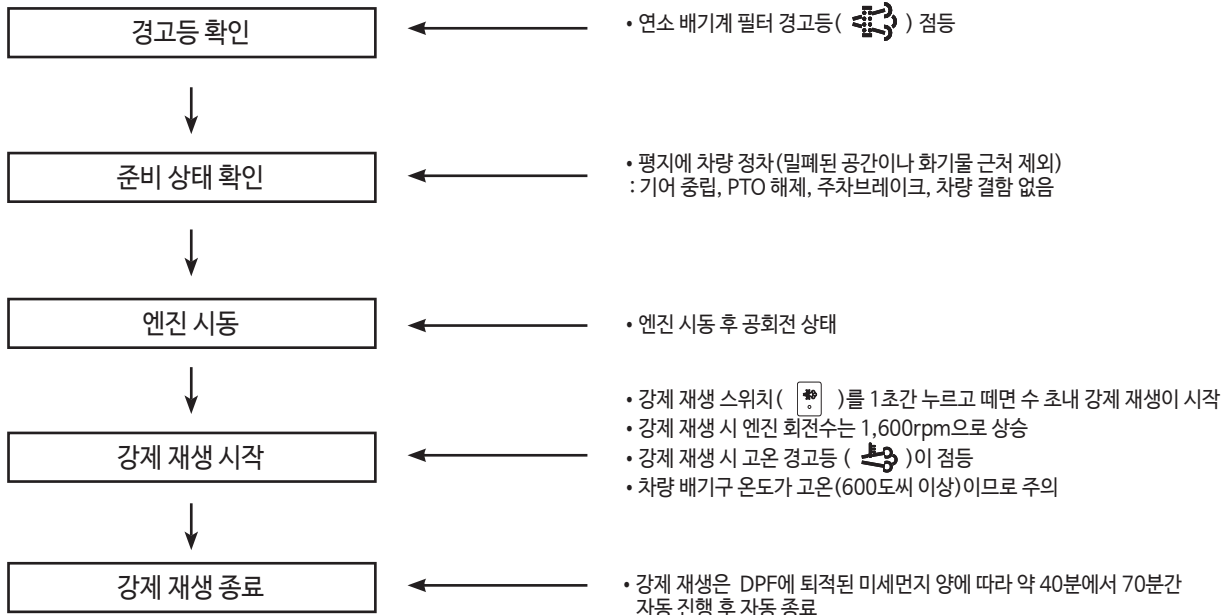 경고등 확인
• 연소 배기계 필터 경고등( ) 점등
준비 상태 확인
• 평지에 차량 정차(밀폐된 공간이나 화기물 근처 제외)
: 기어 중립, PTO 해제, 주차브레이크, 차량 결함 없음
엔진 시동
• 엔진 시동 후 공회전 상태
강제 재생 시작
• 강제 재생 스위치( )를 1초간 누르고 떼면 수 초내 강제 재생이 시작
• 강제 재생 시 엔진 회전수는 1,600rpm으로 상승
• 강제 재생 시 고온 경고등 ( )이 점등
• 차량 배기구 온도가 고온(600도씨 이상)이므로 주의
강제 재생 종료
• 강제 재생은 DPF에 퇴적된 미세먼지 양에 따라 약 40분에서 70분간
자동 진행 후 자동 종료